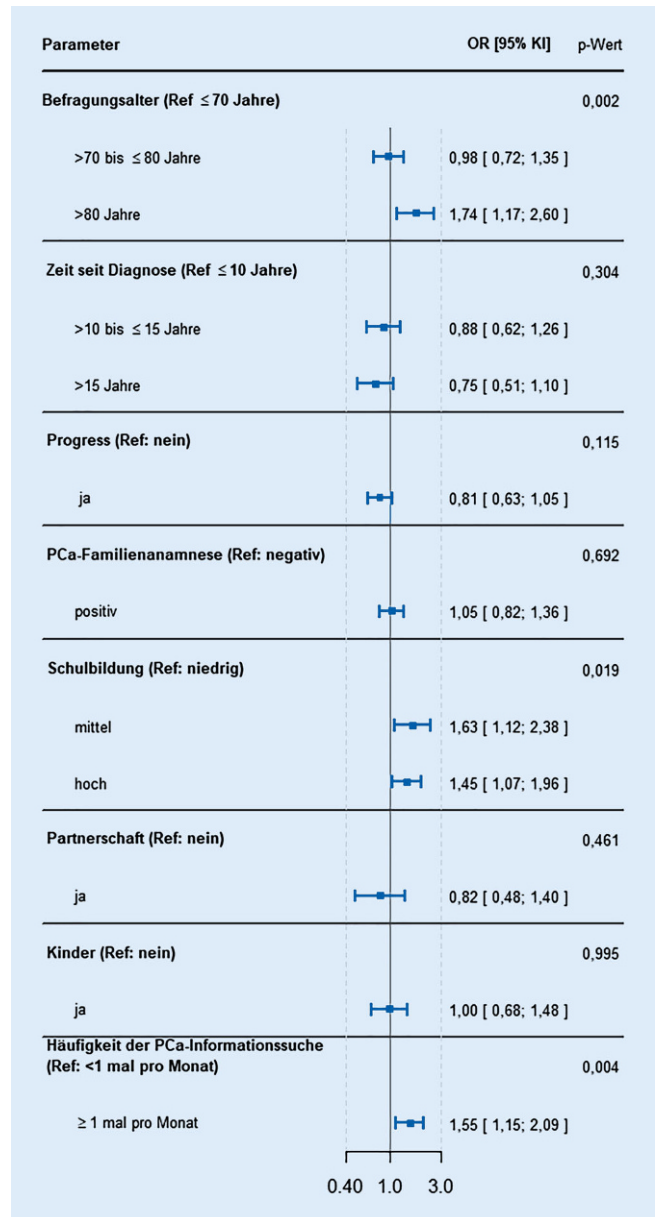 Parameter OR [95% KI] p-Wert
Befragungsalter (Ref ≤ 70 Jahre) 0,002
>70 bis ≤ 80 Jahre 0,98 [ 0,72; 1,35 ]
>80 Jahre 1,74 [ 1,17; 2,60 ]
Zeit seit Diagnose (Ref ≤ 10 Jahre) 0,304
>10 bis ≤ 15 Jahre 0,88 [ 0,62; 1,26 ]
>15 Jahre 0,75 [ 0,51; 1,10 ]
Progress (Ref: nein) 0,115
ja 0,81 [ 0,63; 1,05 ]
PCa-Familienanamnese (Ref: negativ) 0,692
positiv 1,05 [ 0,82; 1,36 ]
Schulbildung (Ref: niedrig) 0,019
mittel 1,63 [ 1,12; 2,38 ]
hoch 1,45 [ 1,07; 1,96 ]
Partnerschaft (Ref: nein) 0,461
ja 0,82 [ 0,48; 1,40 ]
Kinder (Ref: nein) 0,995
ja 1,00 [ 0,68; 1,48 ]
Häufigkeit der PCa-Informationssuche
(Ref: <1 mal pro Monat) 0,004
≥ 1 mal pro Monat 1,55 [ 1,15; 2,09 ]
0.40 1.0 3.0